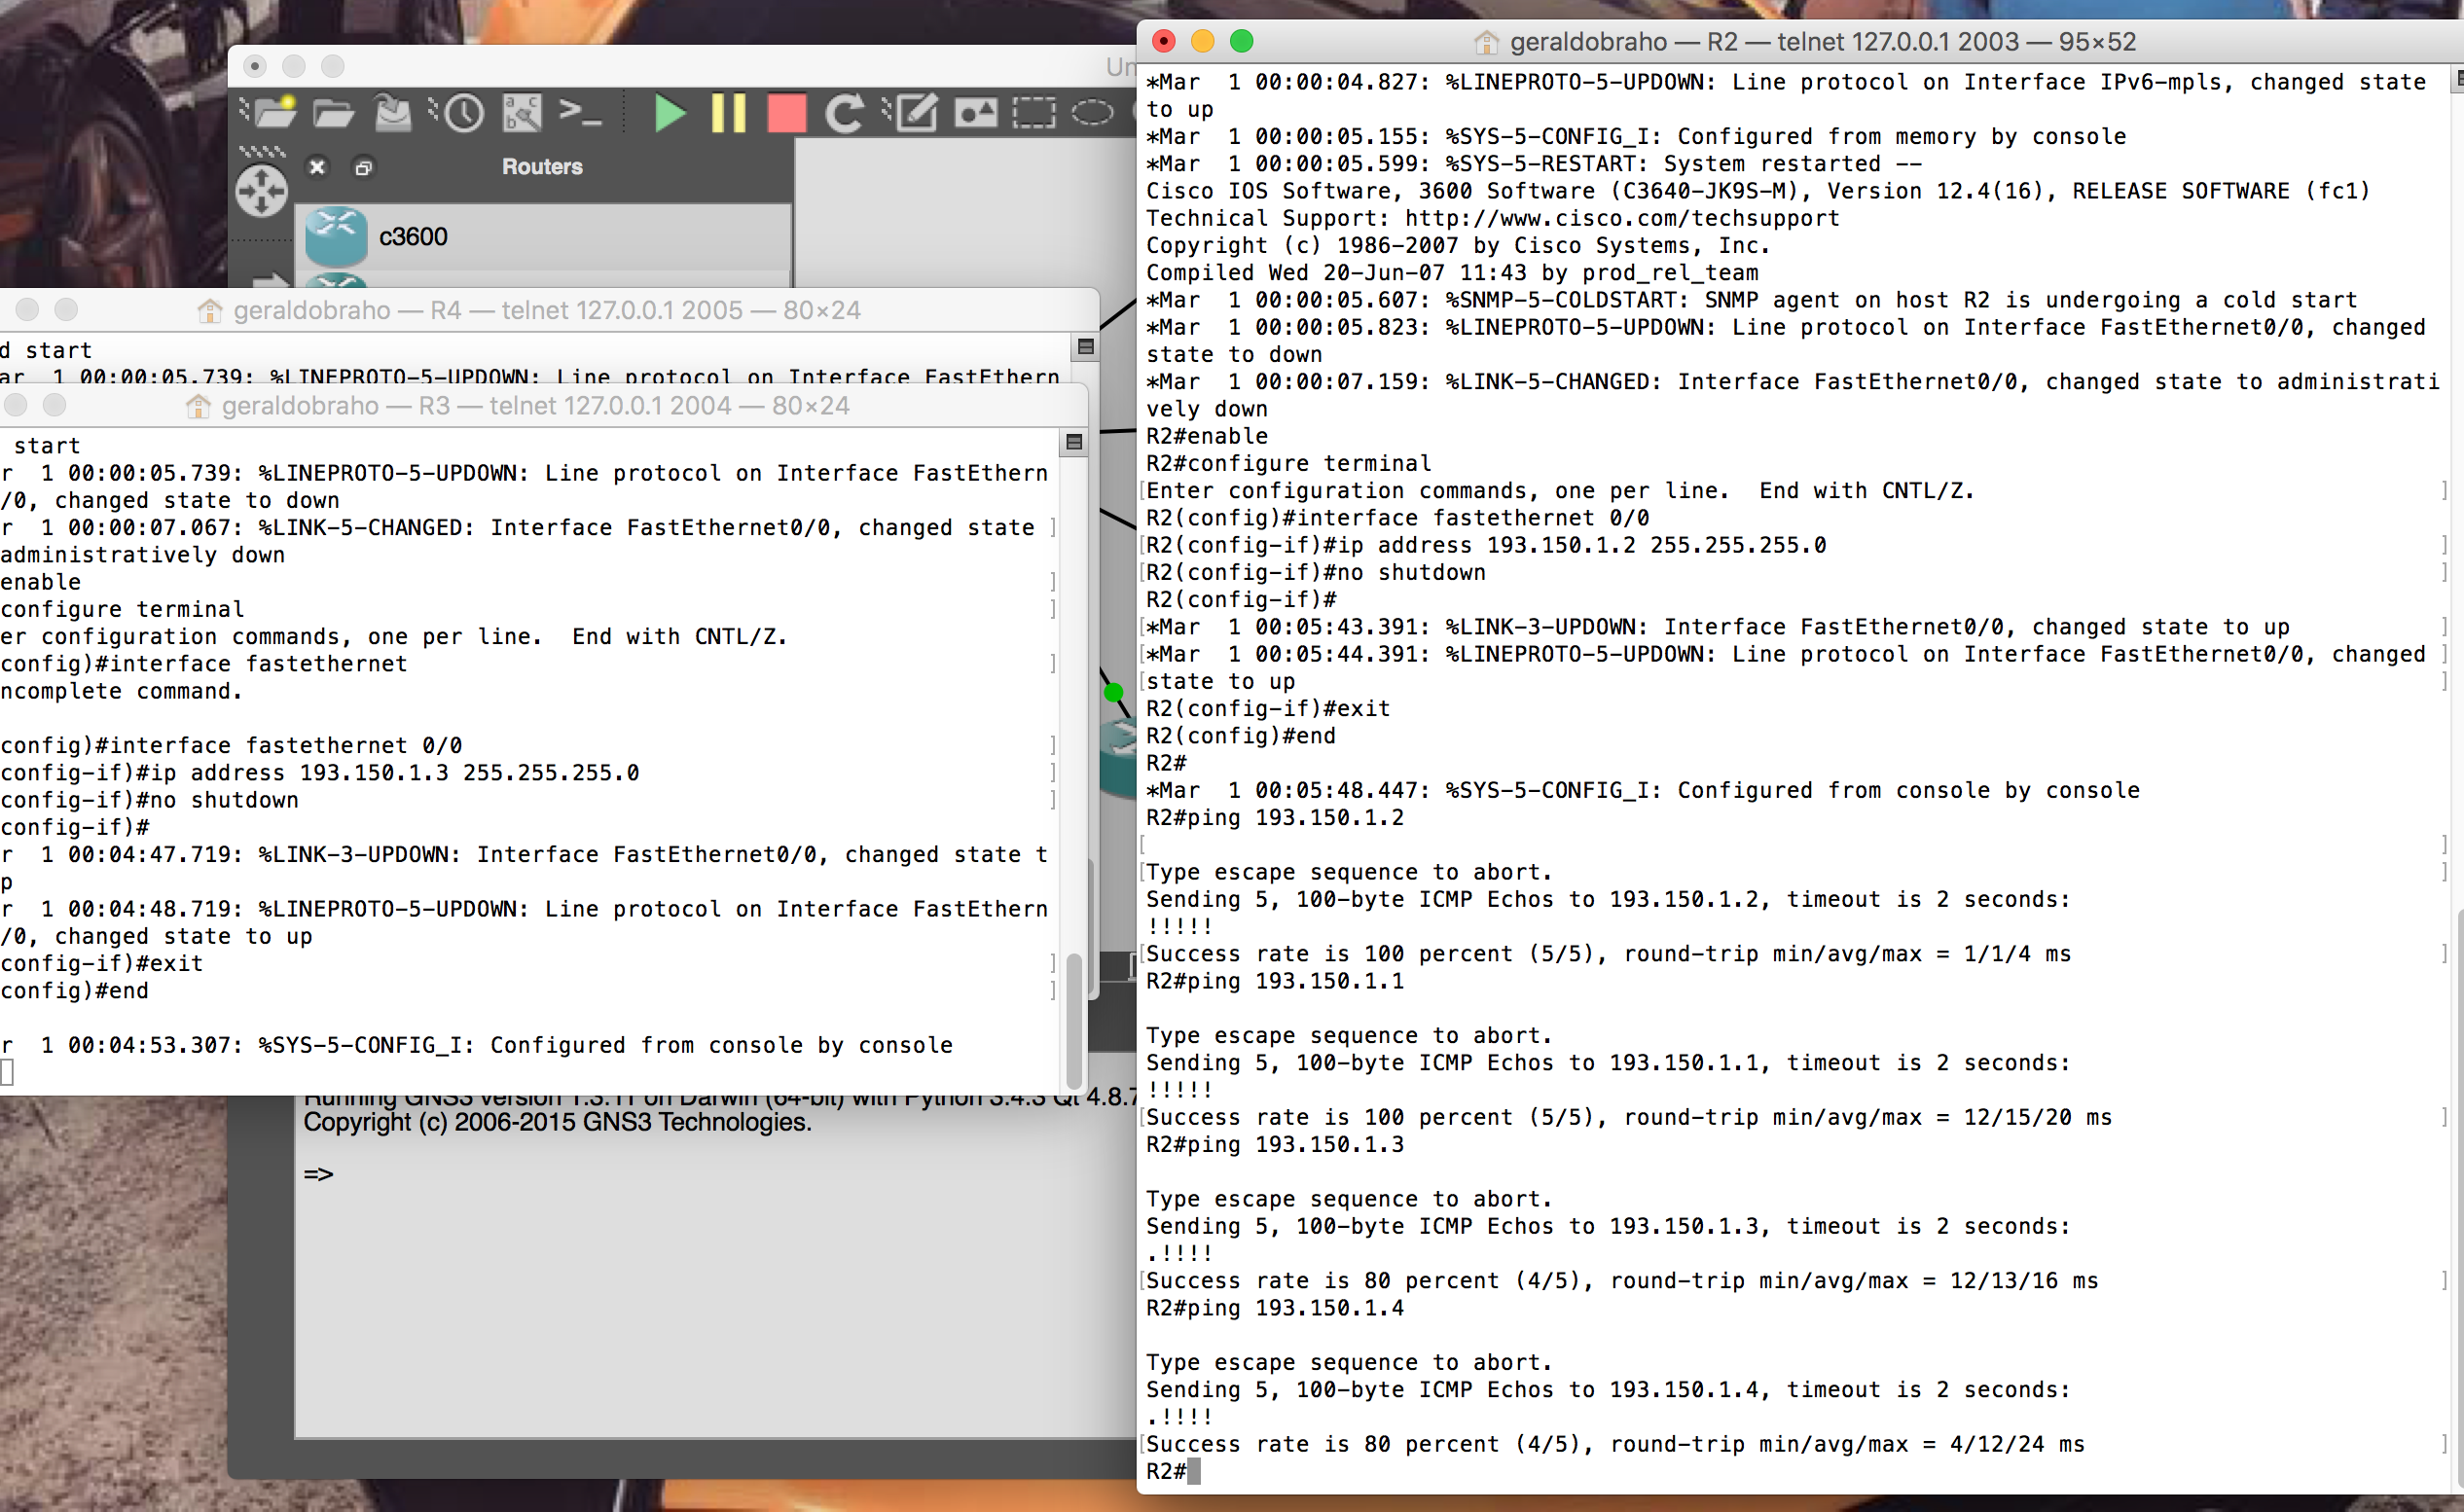 Un
Routers
c3600
geraldobraho — R4 — telnet 127.0.0.1 2005 — 80×24
d start
ar  1 00:00:05.739: %LINEPROTO-5-UPDOWN: Line protocol on Interface FastEthern
geraldobraho — R3 — telnet 127.0.0.1 2004 — 80×24
start
r  1 00:00:05.739: %LINEPROTO-5-UPDOWN: Line protocol on Interface FastEthern
/0, changed state to down
r  1 00:00:07.067: %LINK-5-CHANGED: Interface FastEthernet0/0, changed state
administratively down
enable
configure terminal
er configuration commands, one per line.  End with CNTL/Z.
config)#interface fastethernet
ncomplete command.
config)#interface fastethernet 0/0
config-if)#ip address 193.150.1.3 255.255.255.0
config-if)#no shutdown
config-if)#
r  1 00:04:47.719: %LINK-3-UPDOWN: Interface FastEthernet0/0, changed state t
p
r  1 00:04:48.719: %LINEPROTO-5-UPDOWN: Line protocol on Interface FastEthern
/0, changed state to up
config-if)#exit
config)#end
r  1 00:04:53.307: %SYS-5-CONFIG_I: Configured from console by console
Running GNS3 version 1.3.11 on Darwin (64-bit) with Python 3.4.3 Qt 4.8.7
Copyright (c) 2006-2015 GNS3 Technologies.
=>
geraldobraho — R2 — telnet 127.0.0.1 2003 — 95×52
*Mar  1 00:00:04.827: %LINEPROTO-5-UPDOWN: Line protocol on Interface IPv6-mpls, changed state
to up
*Mar  1 00:00:05.155: %SYS-5-CONFIG_I: Configured from memory by console
*Mar  1 00:00:05.599: %SYS-5-RESTART: System restarted --
Cisco IOS Software, 3600 Software (C3640-JK9S-M), Version 12.4(16), RELEASE SOFTWARE (fc1)
Technical Support: http://www.cisco.com/techsupport
Copyright (c) 1986-2007 by Cisco Systems, Inc.
Compiled Wed 20-Jun-07 11:43 by prod_rel_team
*Mar  1 00:00:05.607: %SNMP-5-COLDSTART: SNMP agent on host R2 is undergoing a cold start
*Mar  1 00:00:05.823: %LINEPROTO-5-UPDOWN: Line protocol on Interface FastEthernet0/0, changed
state to down
*Mar  1 00:00:07.159: %LINK-5-CHANGED: Interface FastEthernet0/0, changed state to administrati
vely down
R2#enable
R2#configure terminal
Enter configuration commands, one per line.  End with CNTL/Z.
R2(config)#interface fastethernet 0/0
R2(config-if)#ip address 193.150.1.2 255.255.255.0
R2(config-if)#no shutdown
R2(config-if)#
*Mar  1 00:05:43.391: %LINK-3-UPDOWN: Interface FastEthernet0/0, changed state to up
*Mar  1 00:05:44.391: %LINEPROTO-5-UPDOWN: Line protocol on Interface FastEthernet0/0, changed
state to up
R2(config-if)#exit
R2(config)#end
R2#
*Mar  1 00:05:48.447: %SYS-5-CONFIG_I: Configured from console by console
R2#ping 193.150.1.2
Type escape sequence to abort.
Sending 5, 100-byte ICMP Echos to 193.150.1.2, timeout is 2 seconds:
!!!!!
Success rate is 100 percent (5/5), round-trip min/avg/max = 1/1/4 ms
R2#ping 193.150.1.1
Type escape sequence to abort.
Sending 5, 100-byte ICMP Echos to 193.150.1.1, timeout is 2 seconds:
!!!!!
Success rate is 100 percent (5/5), round-trip min/avg/max = 12/15/20 ms
R2#ping 193.150.1.3
Type escape sequence to abort.
Sending 5, 100-byte ICMP Echos to 193.150.1.3, timeout is 2 seconds:
.!!!!
Success rate is 80 percent (4/5), round-trip min/avg/max = 12/13/16 ms
R2#ping 193.150.1.4
Type escape sequence to abort.
Sending 5, 100-byte ICMP Echos to 193.150.1.4, timeout is 2 seconds:
.!!!!
Success rate is 80 percent (4/5), round-trip min/avg/max = 4/12/24 ms
R2#